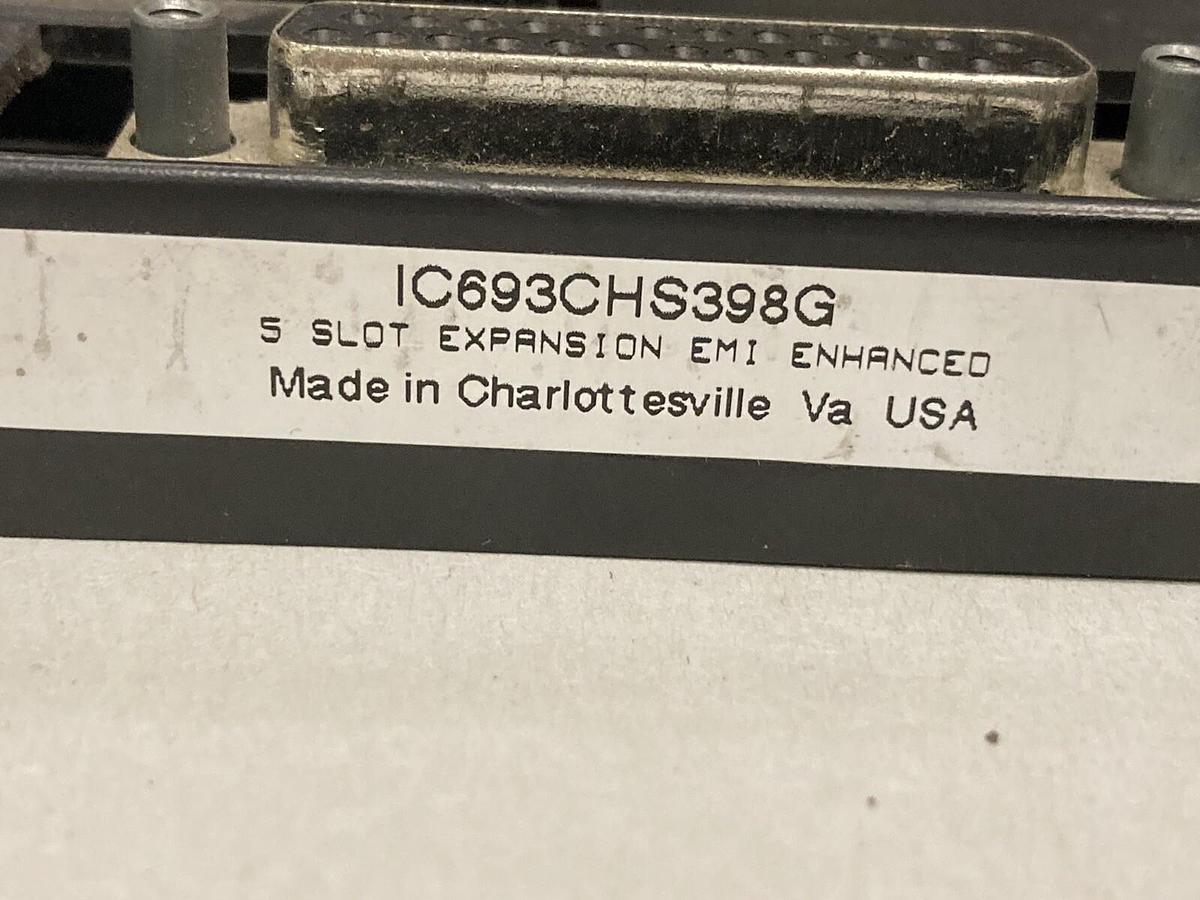 IC693CHS398G
5 SLOT EXPANSION EMI ENHANCED
Made in Charlottesville Va USA